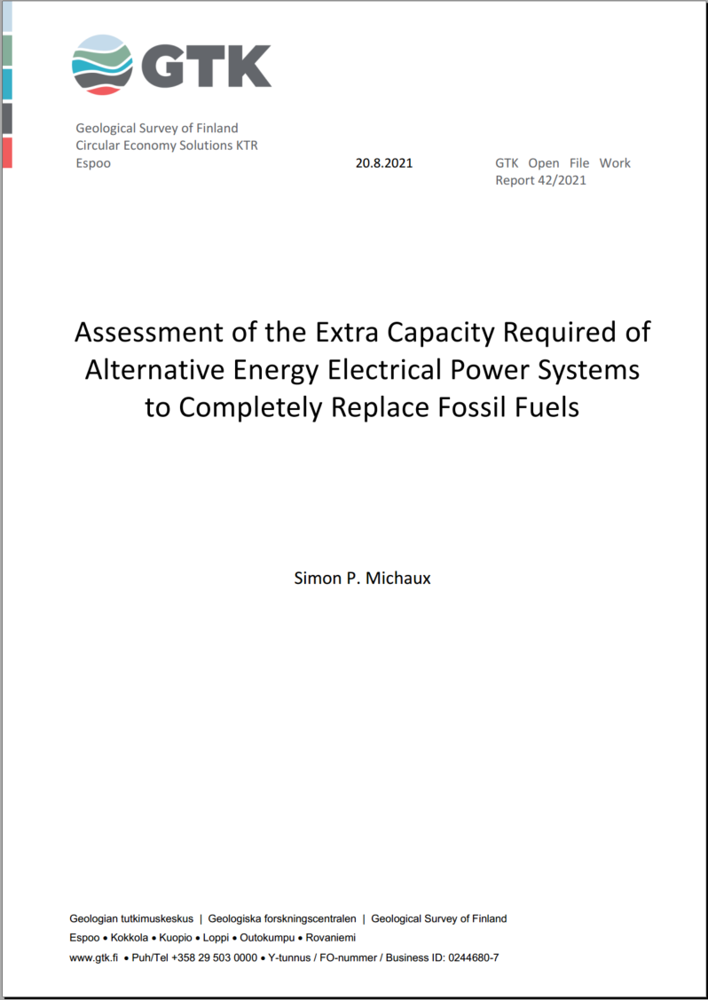 GTK
Geological Survey of Finland
Circular Economy Solutions KTR
Espoo 20.8.2021 GTK Open File Work
Report 42/2021
Assessment of the Extra Capacity Required of
Alternative Energy Electrical Power Systems
to Completely Replace Fossil Fuels
Simon P. Michaux
Geologian tutkimuskeskus | Geologiska forskningscentralen | Geological Survey of Finland
Espoo • Kokkola • Kuopio • Loppi • Outokumpu • Rovaniemi
www.gtk.fi • Puh/Tel +358 29 503 0000 • Y-tunnus / FO-nummer / Business ID: 0244680-7